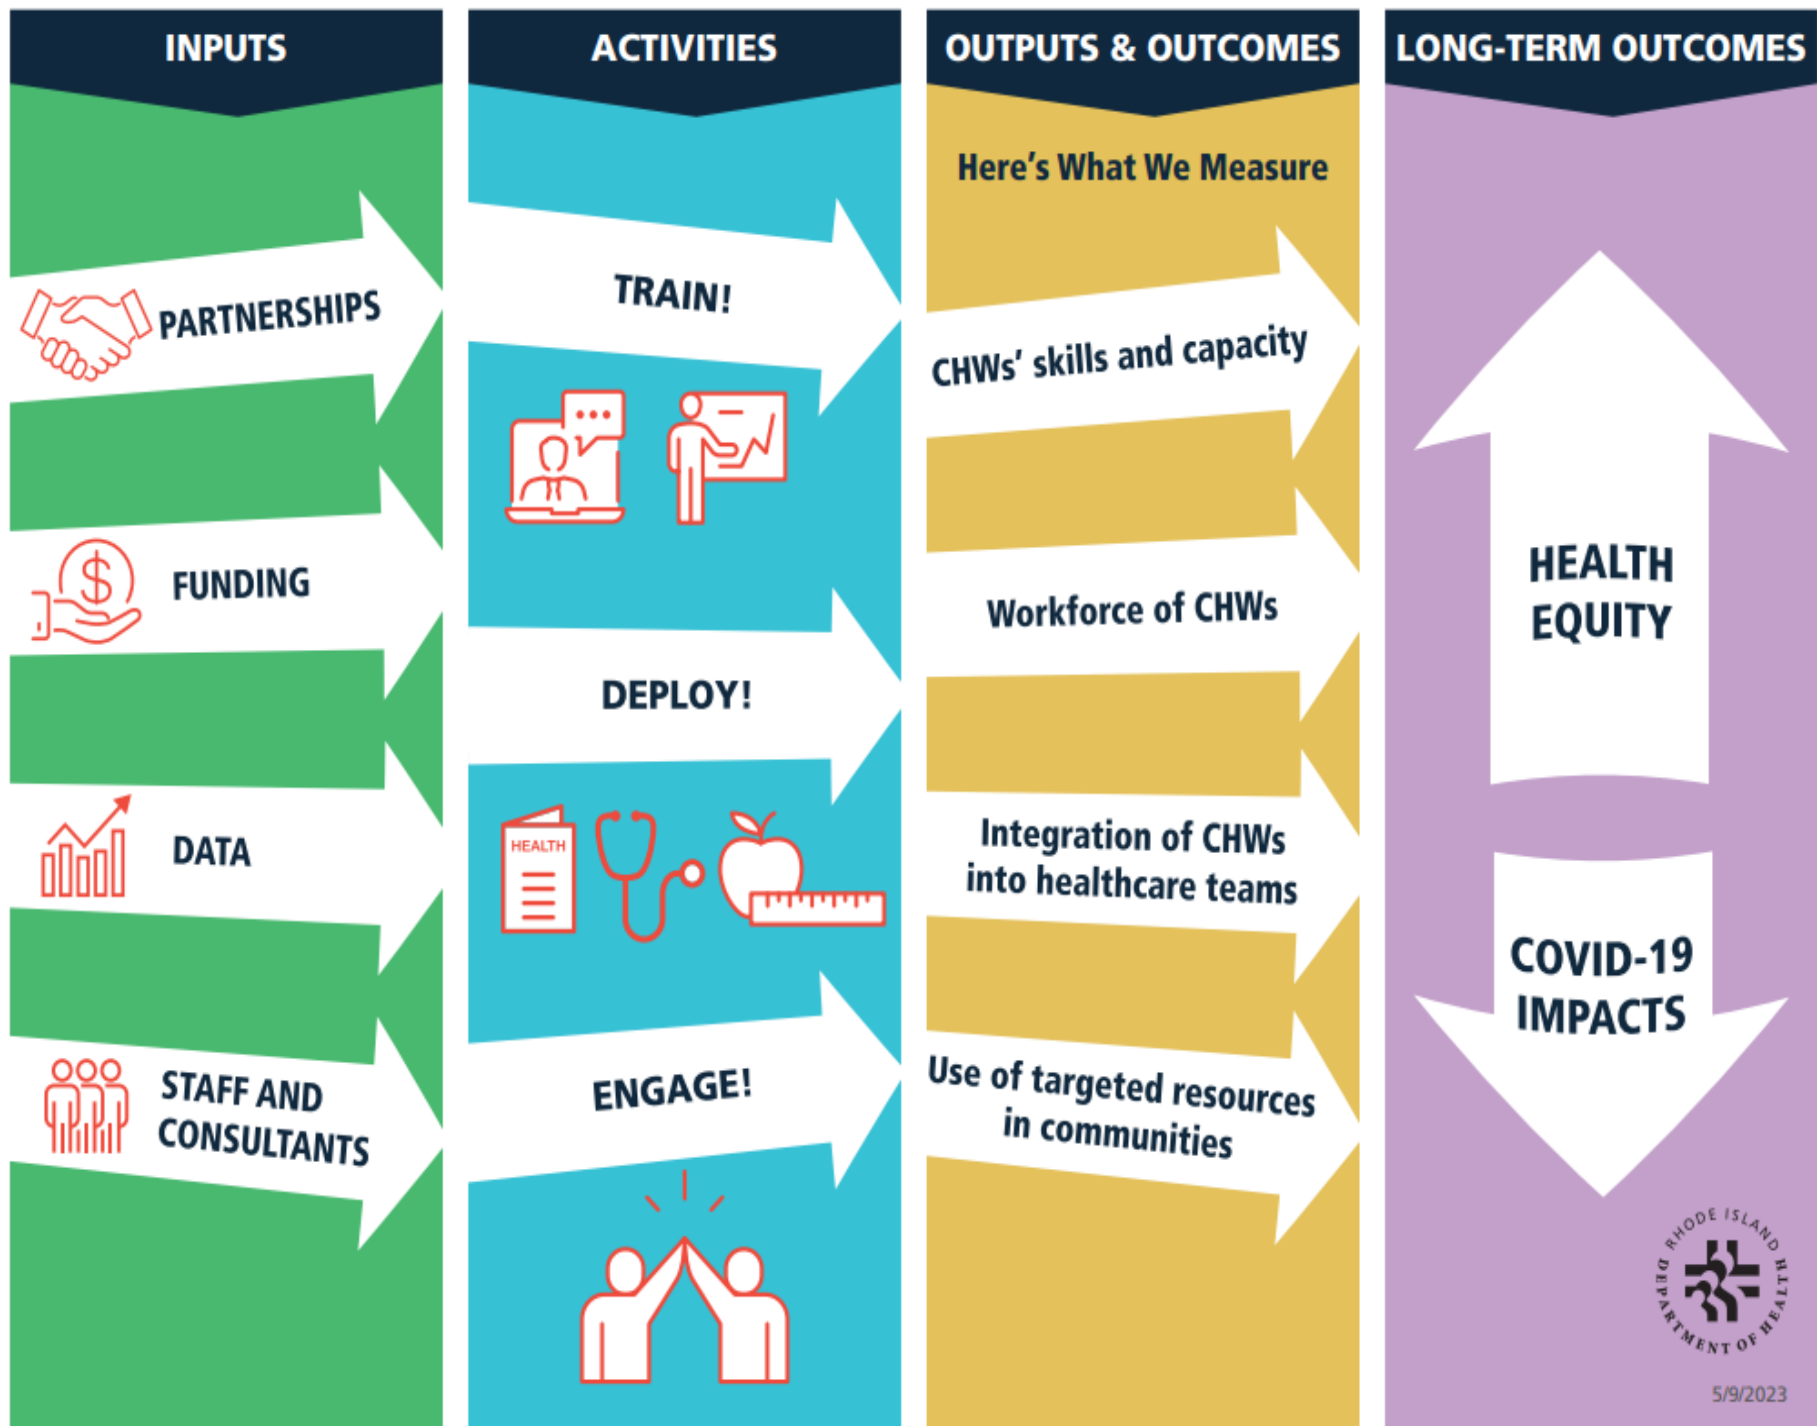 INPUTS
PARTNERSHIPS
$
FUNDING
DATA
STAFF AND
CONSULTANTS
ACTIVITIES
TRAIN!
DEPLOY!
HEALTH
ENGAGE!
OUTPUTS & OUTCOMES
Here's What We Measure
CHWs' skills and capacity
Workforce of CHWs
Integration of CHWs
into healthcare teams
Use of targeted resources
in communities
LONG-TERM OUTCOMES
HEALTH
EQUITY
COVID-19
IMPACTS
RHODE ISLAND
DEPARTMENT OF HEALTH
5/9/2023